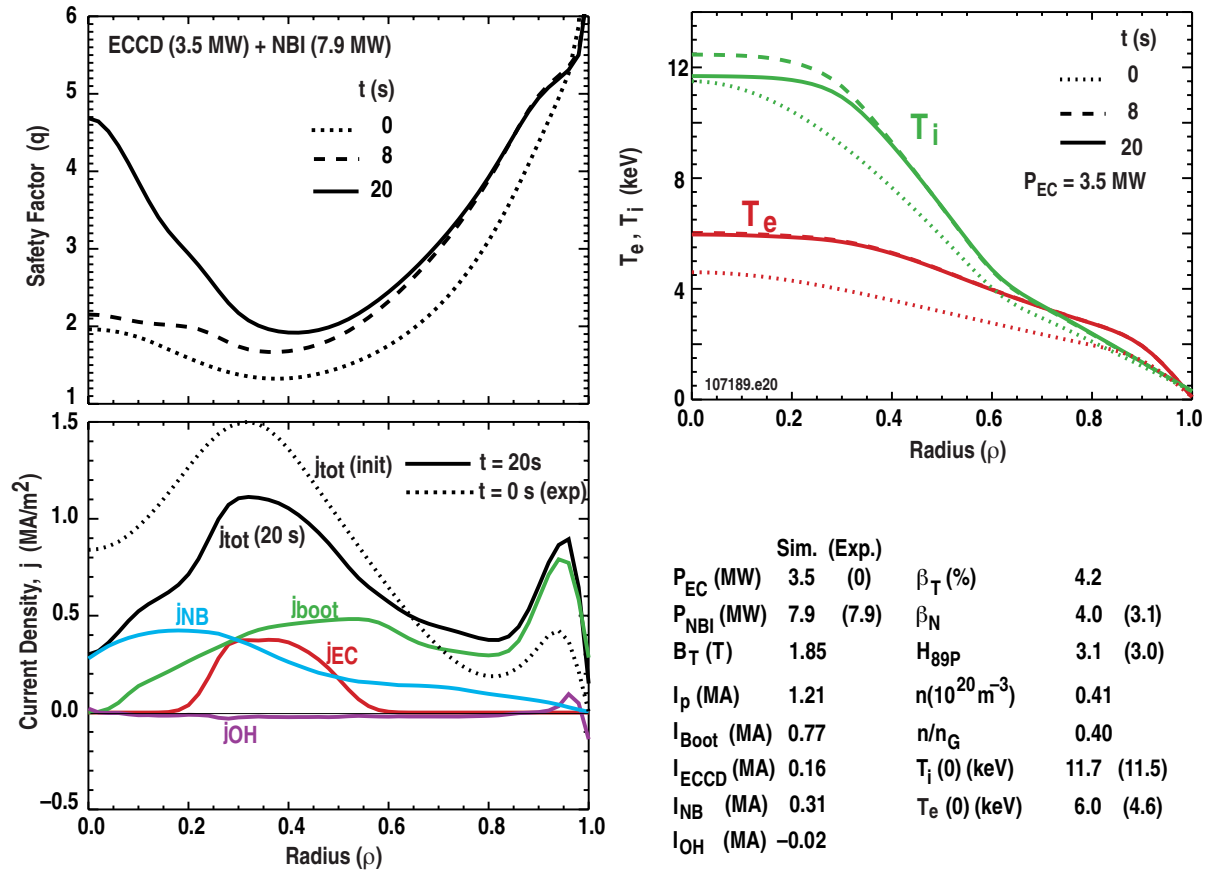 ECCD (3.5 MW) + NBI (7.9 MW)
t (s)
0
8
20
Safety Factor (q)
6
5
4
3
2
1
T_e , T_i (keV)
12
8
4
0
t (s)
0
8
20
P_EC = 3.5 MW
T_i
T_e
107189.e20
0.0 0.2 0.4 0.6 0.8 1.0
Radius (ρ)
Current Density, j (MA/m²)
1.5
1.0
0.5
0.0
−0.5
j_tot (init)
t = 20s
t = 0 s (exp)
j_tot (20 s)
j_NB
j_boot
j_EC
j_OH
0.0 0.2 0.4 0.6 0.8 1.0
Radius (ρ)
Sim. (Exp.)
P_EC (MW) 3.5 (0) β_T (%) 4.2
P_NBI (MW) 7.9 (7.9) β_N 4.0 (3.1)
B_T (T) 1.85 H_89P 3.1 (3.0)
I_p (MA) 1.21 n(10^20 m^−3) 0.41
I_Boot (MA) 0.77 n/n_G 0.40
I_ECCD (MA) 0.16 T_i (0) (keV) 11.7 (11.5)
I_NB (MA) 0.31 T_e (0) (keV) 6.0 (4.6)
I_OH (MA) −0.02